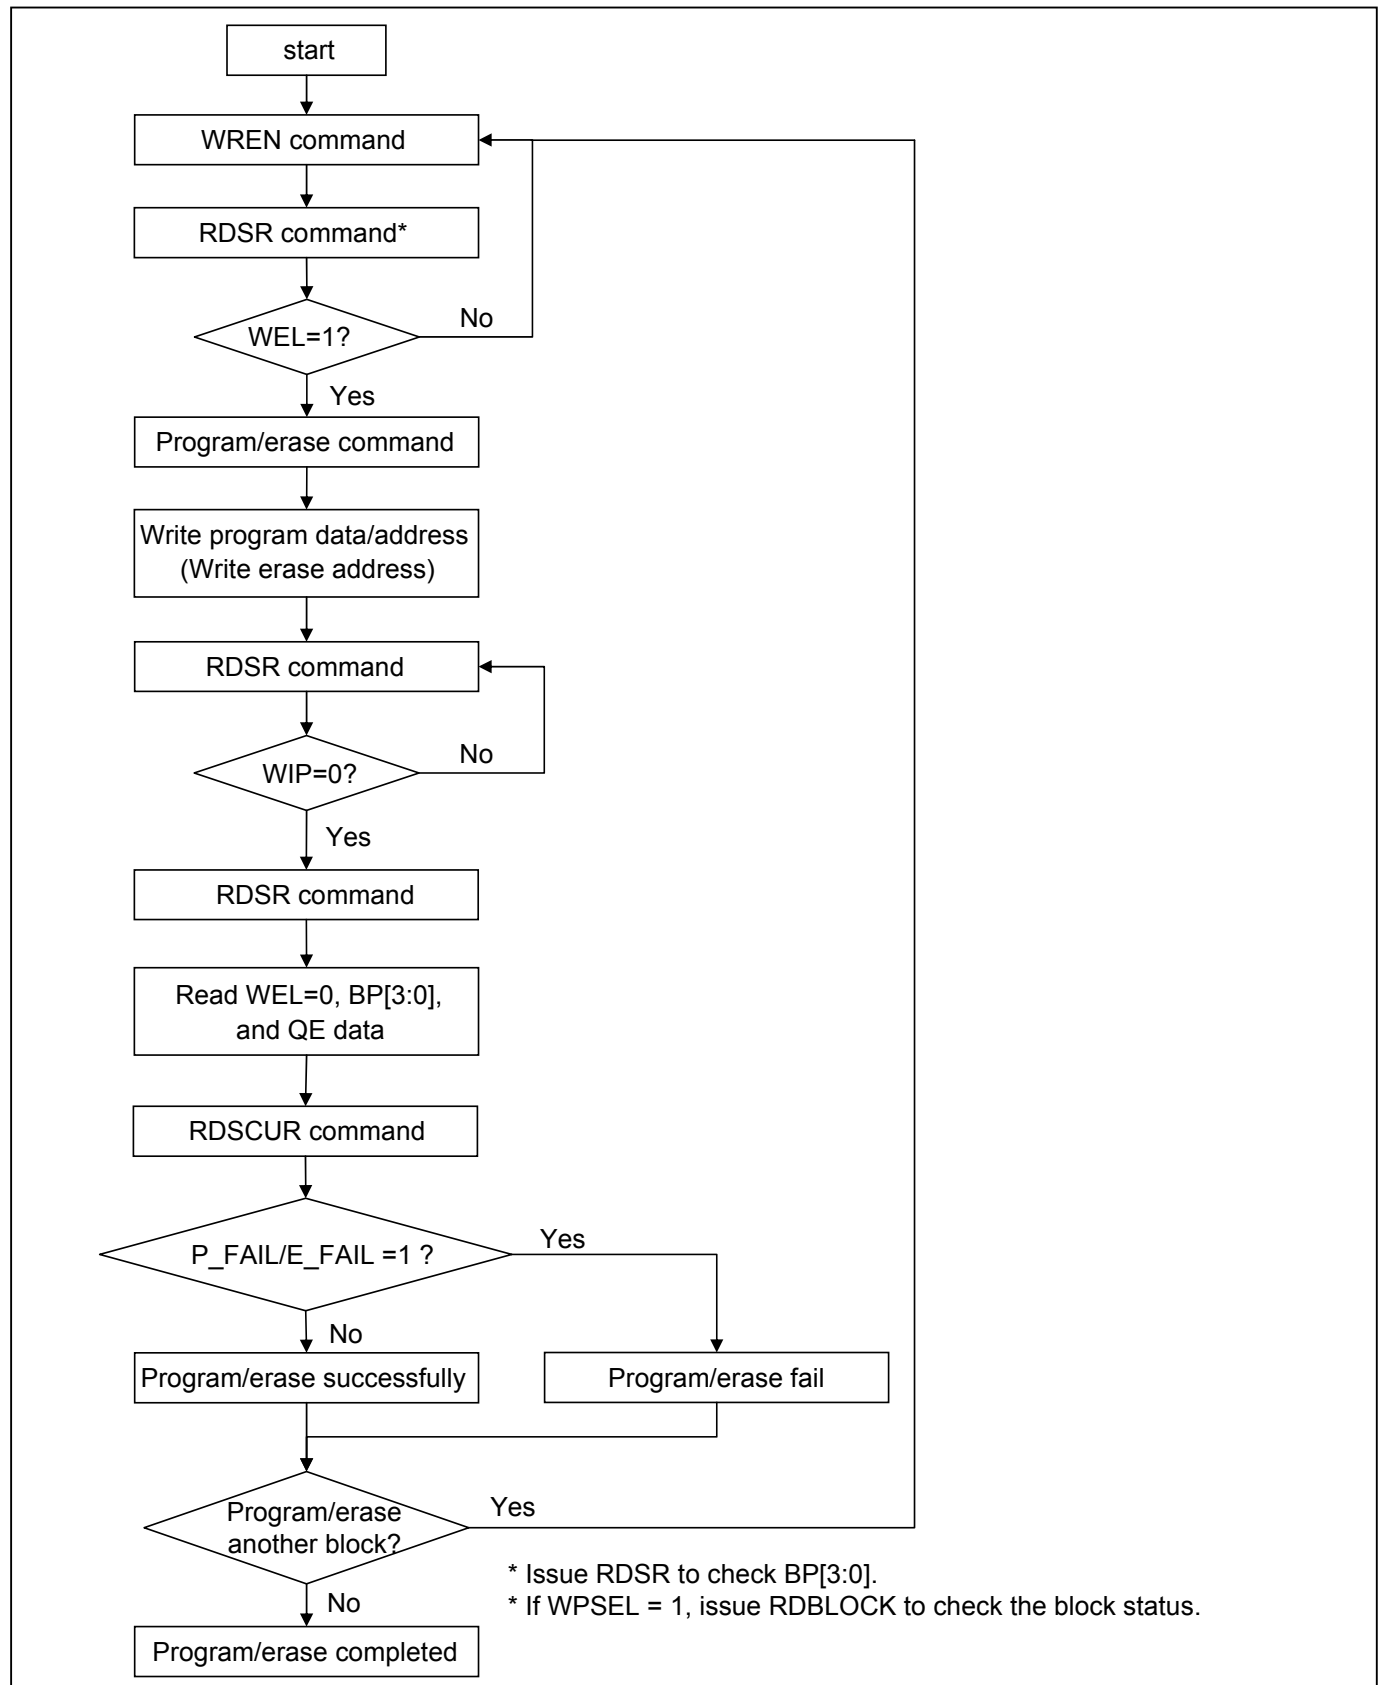 start
WREN command
RDSR command*
WEL=1?
No
Yes
Program/erase command
Write program data/address
(Write erase address)
RDSR command
WIP=0?
No
Yes
RDSR command
Read WEL=0, BP[3:0],
and QE data
RDSCUR command
P_FAIL/E_FAIL =1 ?
Yes
No
Program/erase successfully
Program/erase fail
Program/erase
another block?
Yes
No
* Issue RDSR to check BP[3:0].
* If WPSEL = 1, issue RDBLOCK to check the block status.
Program/erase completed